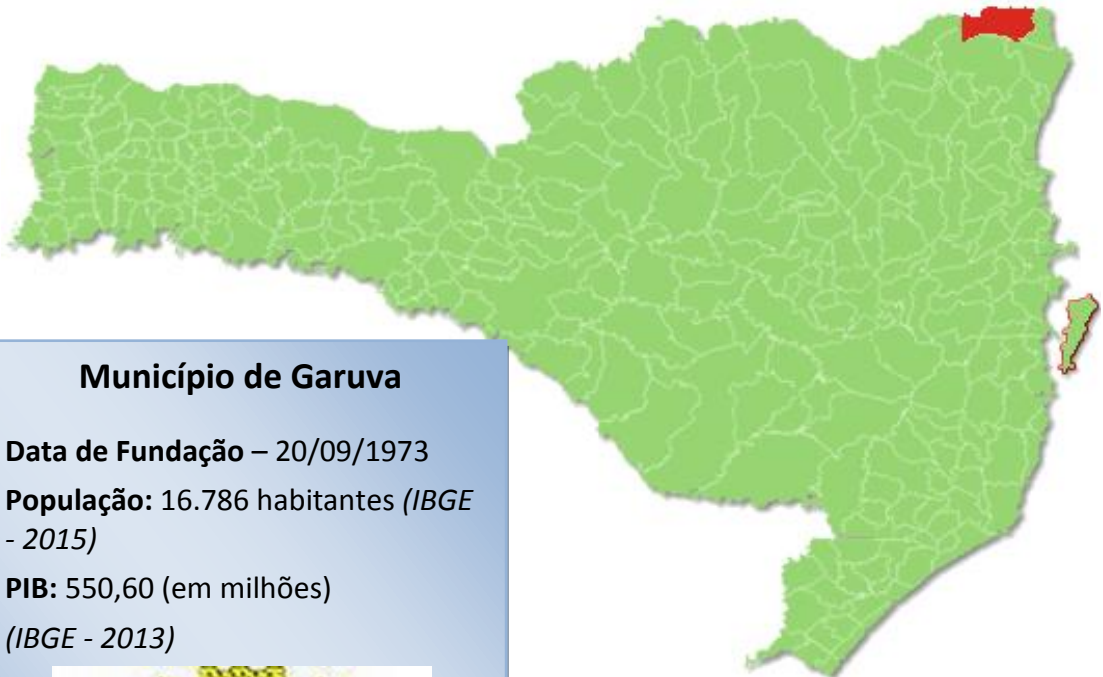 Município de Garuva
Data de Fundação – 20/09/1973
População: 16.786 habitantes (IBGE
- 2015)
PIB: 550,60 (em milhões)
(IBGE - 2013)